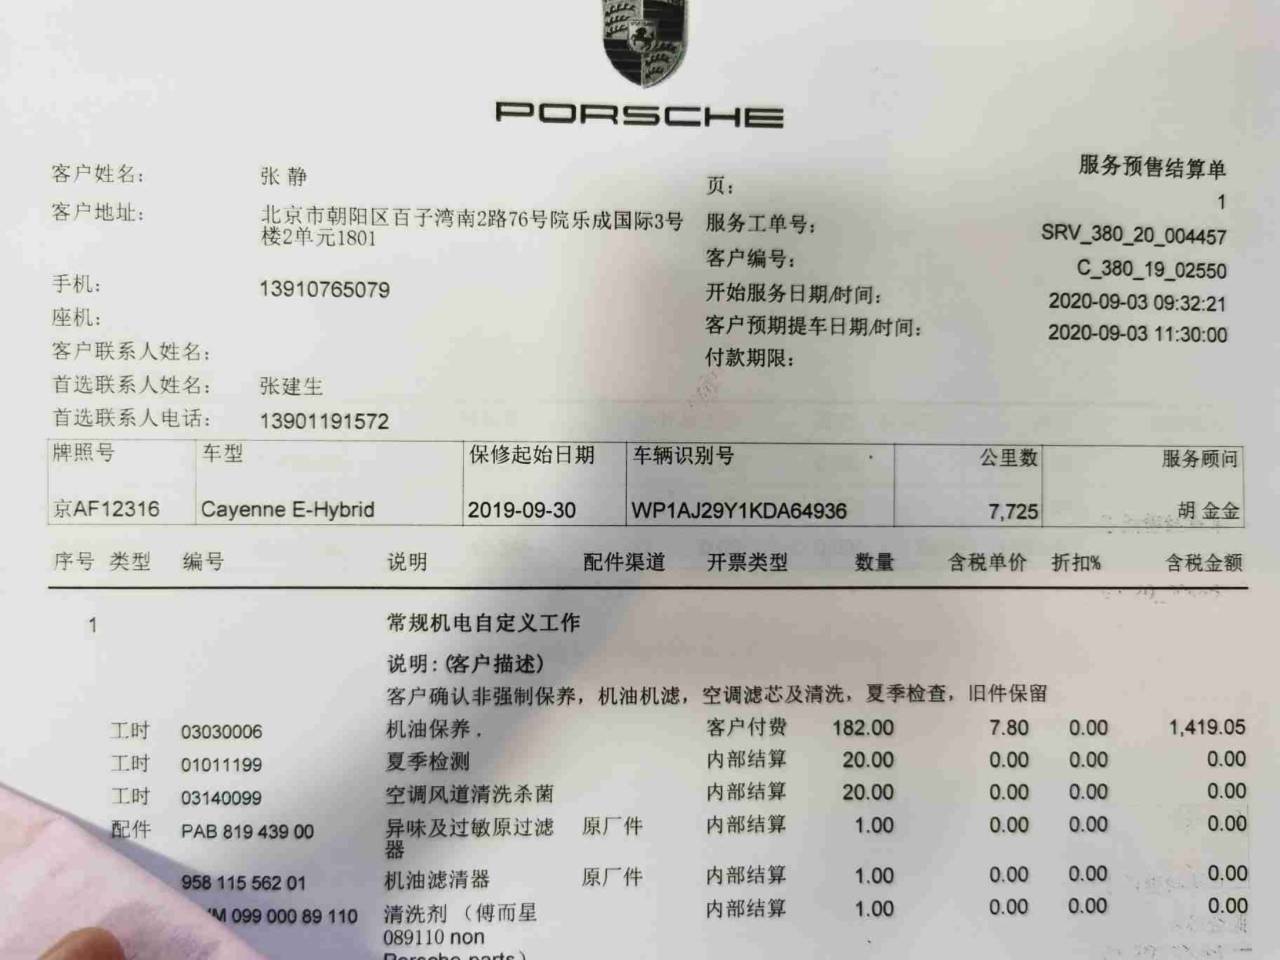 PORSCHE
服务预售结算单
客户姓名: 张 静
页: 1
客户地址: 北京市朝阳区百子湾南2路76号院乐成国际3号
楼2单元1801
服务工单号: SRV_380_20_004457
客户编号: C_380_19_02550
手机: 13910765079
开始服务日期/时间: 2020-09-03 09:32:21
座机:
客户预期提车日期/时间: 2020-09-03 11:30:00
客户联系人姓名:
付款期限:
首选联系人姓名: 张建生
首选联系人电话: 13901191572
牌照号 车型 保修起始日期 车辆识别号 公里数 服务顾问
京AF12316 Cayenne E-Hybrid 2019-09-30 WP1AJ29Y1KDA64936 7,725 胡 金金
序号 类型 编号 说明 配件渠道 开票类型 数量 含税单价 折扣% 含税金额
1 常规机电自定义工作
说明:(客户描述)
客户确认非强制保养，机油机滤，空调滤芯及清洗，夏季检查，旧件保留
工时 03030006 机油保养. 客户付费 182.00 7.80 0.00 1,419.05
工时 01011199 夏季检测 内部结算 20.00 0.00 0.00 0.00
工时 03140099 空调风道清洗杀菌 内部结算 20.00 0.00 0.00 0.00
配件 PAB 819 439 00 异味及过敏原过滤 原厂件 内部结算 1.00 0.00 0.00 0.00
器
958 115 562 01 机油滤清器 原厂件 内部结算 1.00 0.00 0.00 0.00
M 099 000 89 110 清洗剂 （傅而星 内部结算 1.00 0.00 0.00 0.00
089110 non
Porsche parts）